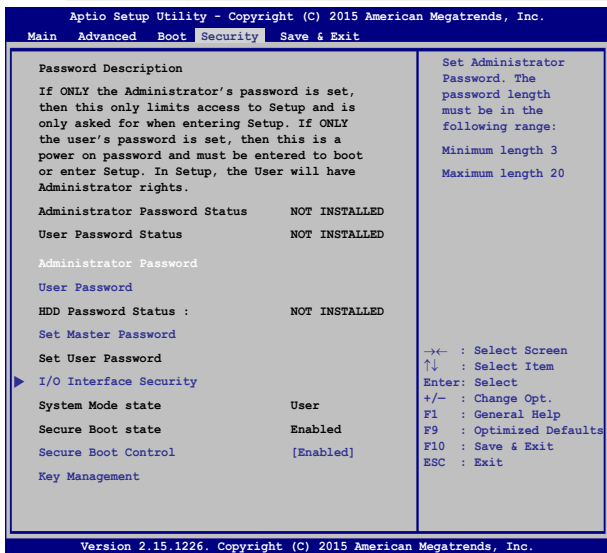 Aptio Setup Utility - Copyright (C) 2015 American Megatrends, Inc.
Main Advanced Boot Security Save & Exit
Password Description
If ONLY the Administrator's password is set,
then this only limits access to Setup and is
only asked for when entering Setup. If ONLY
the user's password is set, then this is a
power on password and must be entered to boot
or enter Setup. In Setup, the User will have
Administrator rights.
Administrator Password Status NOT INSTALLED
User Password Status NOT INSTALLED
Administrator Password
User Password
HDD Password Status : NOT INSTALLED
Set Master Password
Set User Password
I/O Interface Security
System Mode state User
Secure Boot state Enabled
Secure Boot Control [Enabled]
Key Management
Set Administrator
Password. The
password length
must be in the
following range:
Minimum length 3
Maximum length 20
→← : Select Screen
↑↓ : Select Item
Enter: Select
+/— : Change Opt.
F1 : General Help
F9 : Optimized Defaults
F10 : Save & Exit
ESC : Exit
Version 2.15.1226. Copyright (C) 2015 American Megatrends, Inc.